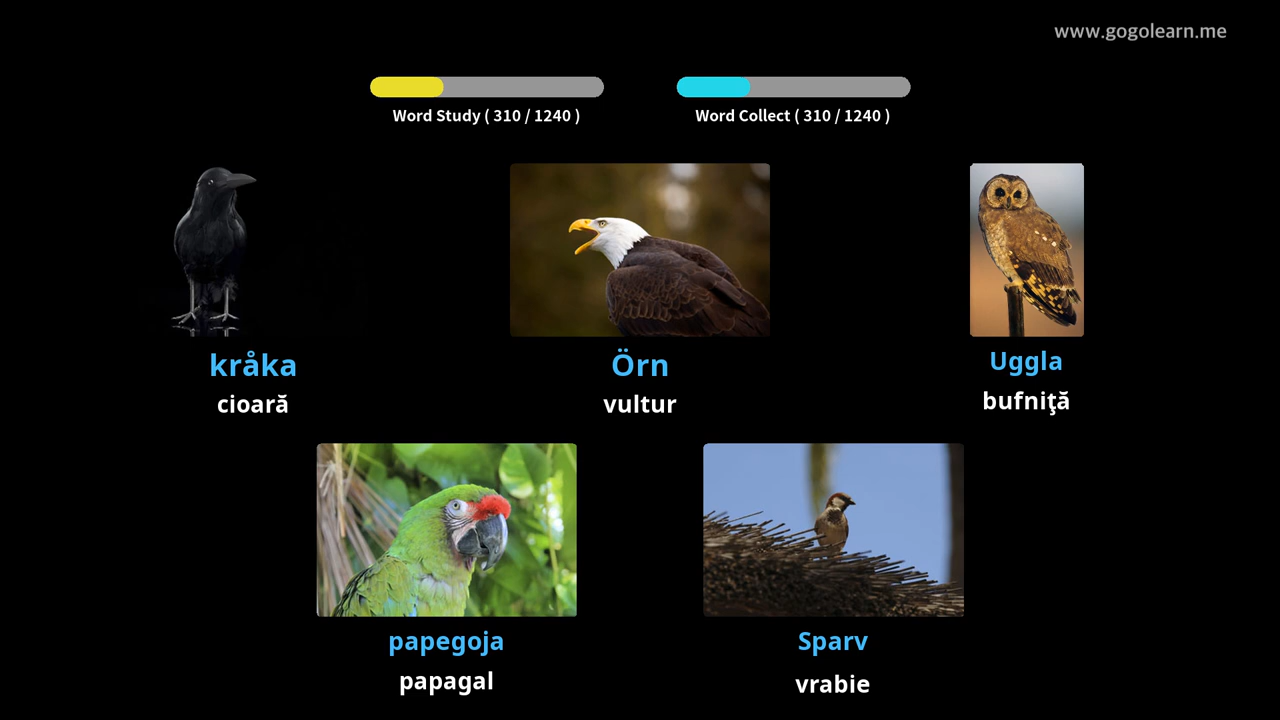 www.gogolearn.me
Word Study ( 310 / 1240 )
Word Collect ( 310 / 1240 )
kråka
Örn
Uggla
cioară
vultur
bufniţă
papegoja
Sparv
papagal
vrabie